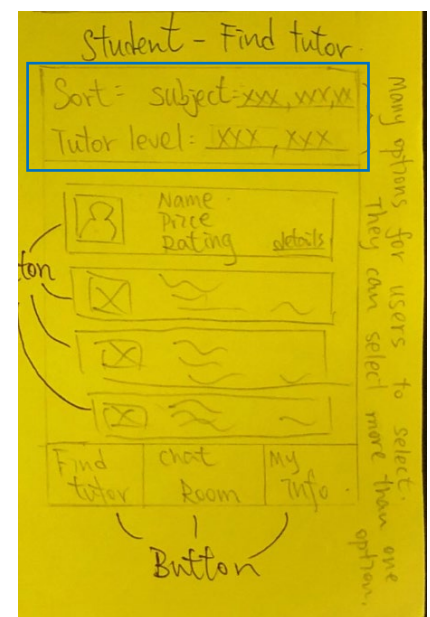 Student - Find tutor.
Sort: subject: xxx, xxx, xx
Tutor level: xxx, xxx
Name
Price
Rating details
ton
Find tutor
Chat Room
My Info.
Button
Many options for users to select.
They can select more than one
option.